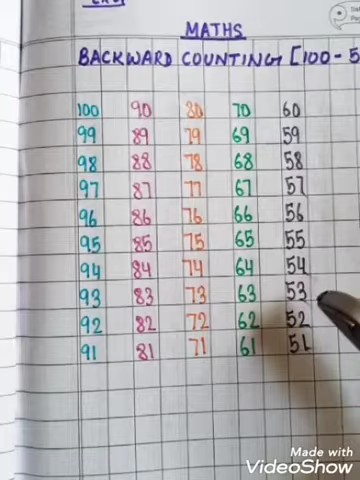 MATHS
BACKWARD COUNTING [100 - 5
100 90 80 70 60
99 89 79 69 59
98 88 78 68 58
97 87 77 67 57
96 86 76 66 56
95 85 75 65 55
94 84 74 64 54
93 83 73 63 53
92 82 72 62 52
91 81 71 61 51
Made with
VideoShow